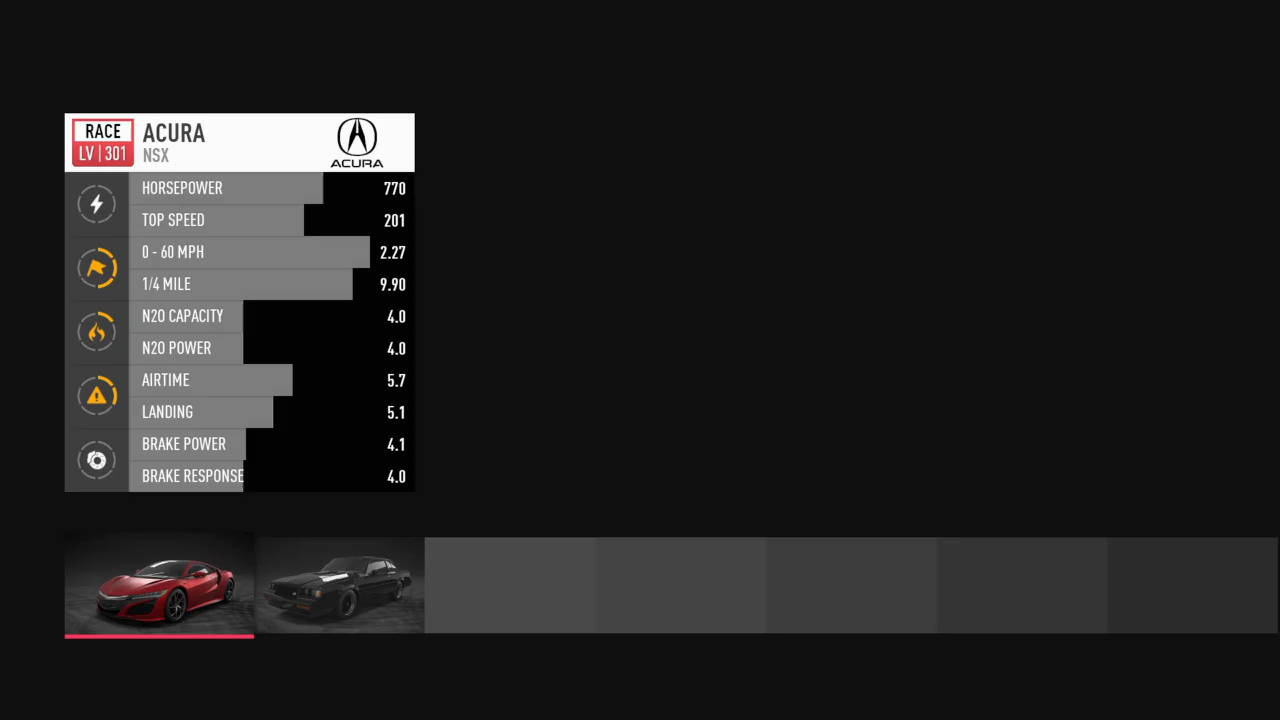 RACE
LV | 301
ACURA
NSX
ACURA
HORSEPOWER 770
TOP SPEED 201
0 - 60 MPH 2.27
1/4 MILE 9.90
N2O CAPACITY 4.0
N2O POWER 4.0
AIRTIME 5.7
LANDING 5.1
BRAKE POWER 4.1
BRAKE RESPONSE 4.0